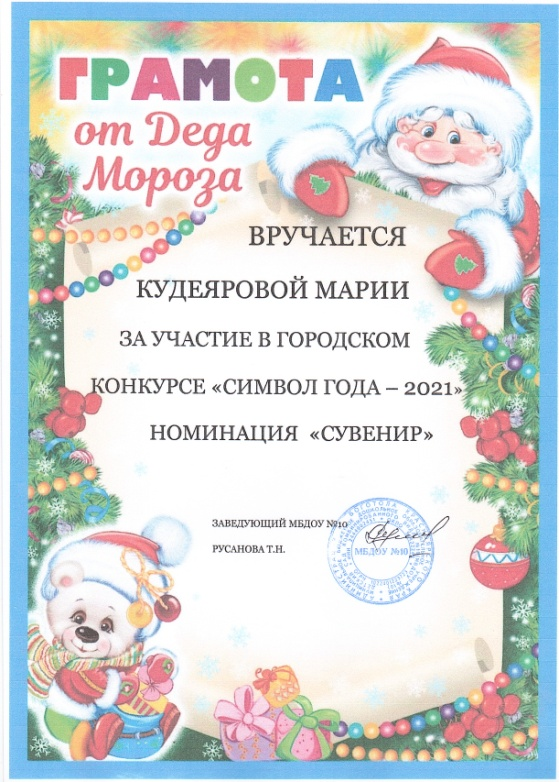 ГРАМОТА
от Деда
Мороза
ВРУЧАЕТСЯ
КУДЕЯРОВОЙ МАРИИ
ЗА УЧАСТИЕ В ГОРОДСКОМ
КОНКУРСЕ «СИМВОЛ ГОДА – 2021»
НОМИНАЦИЯ «СУВЕНИР»
ЗАВЕДУЮЩИЙ МБДОУ №10
РУСАНОВА Т.Н.
МБДОУ №10